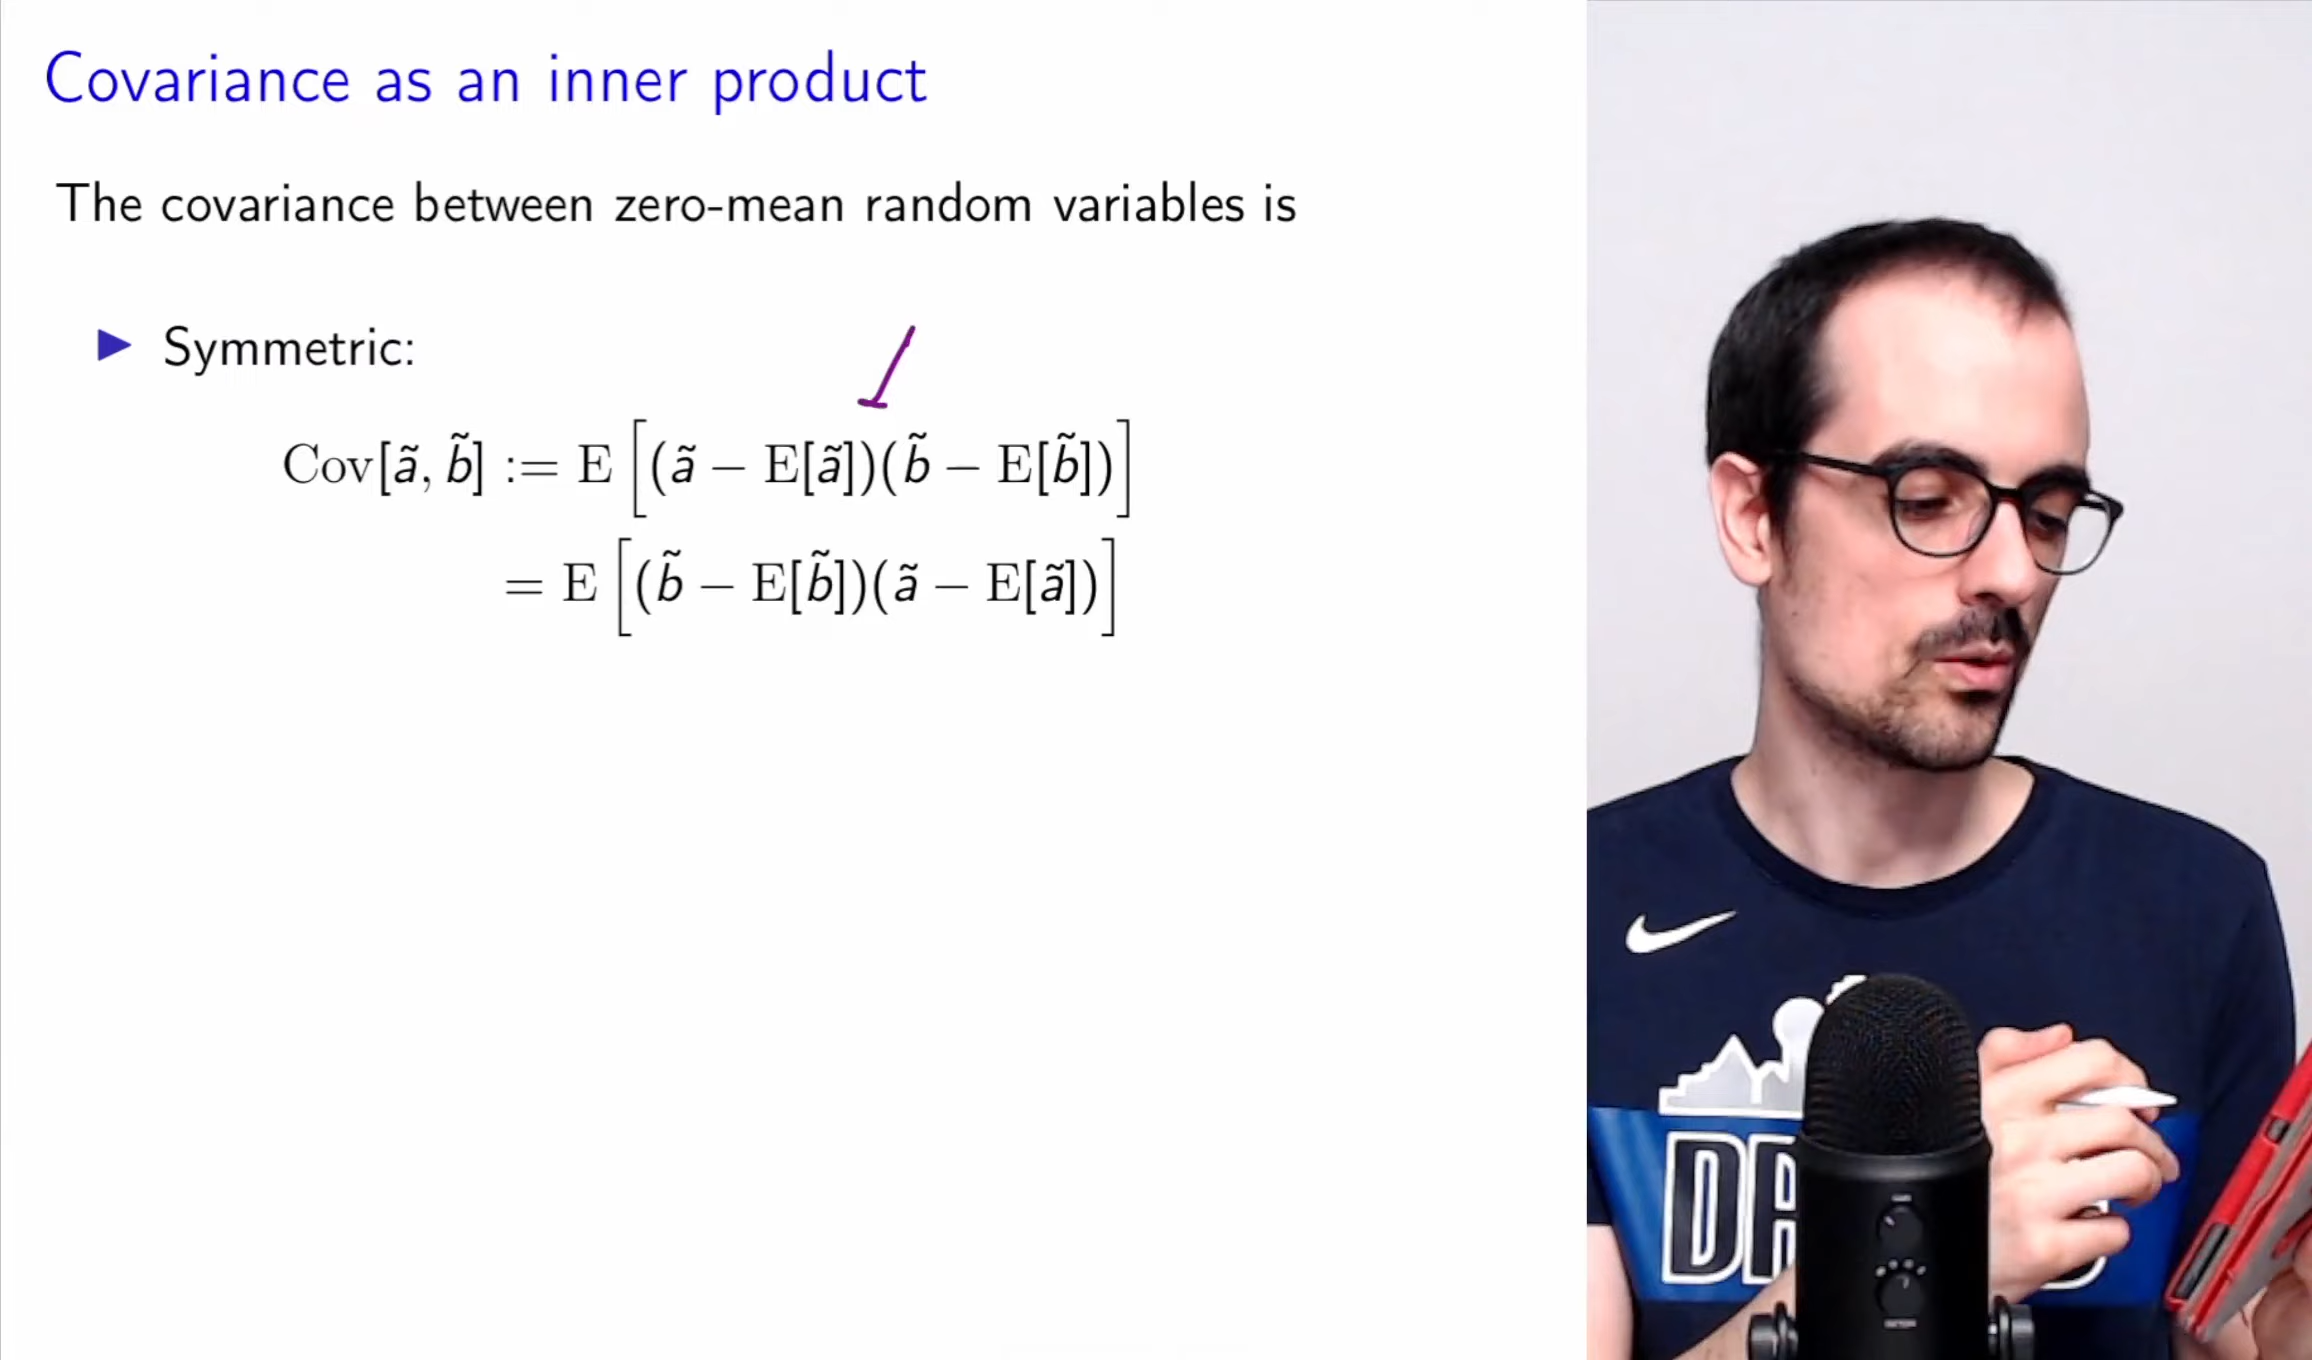 Covariance as an inner product
The covariance between zero-mean random variables is
▶ Symmetric:
Cov[ã, b̃] := E[(ã − E[ã])(b̃ − E[b̃])]
= E[(b̃ − E[b̃])(ã − E[ã])]